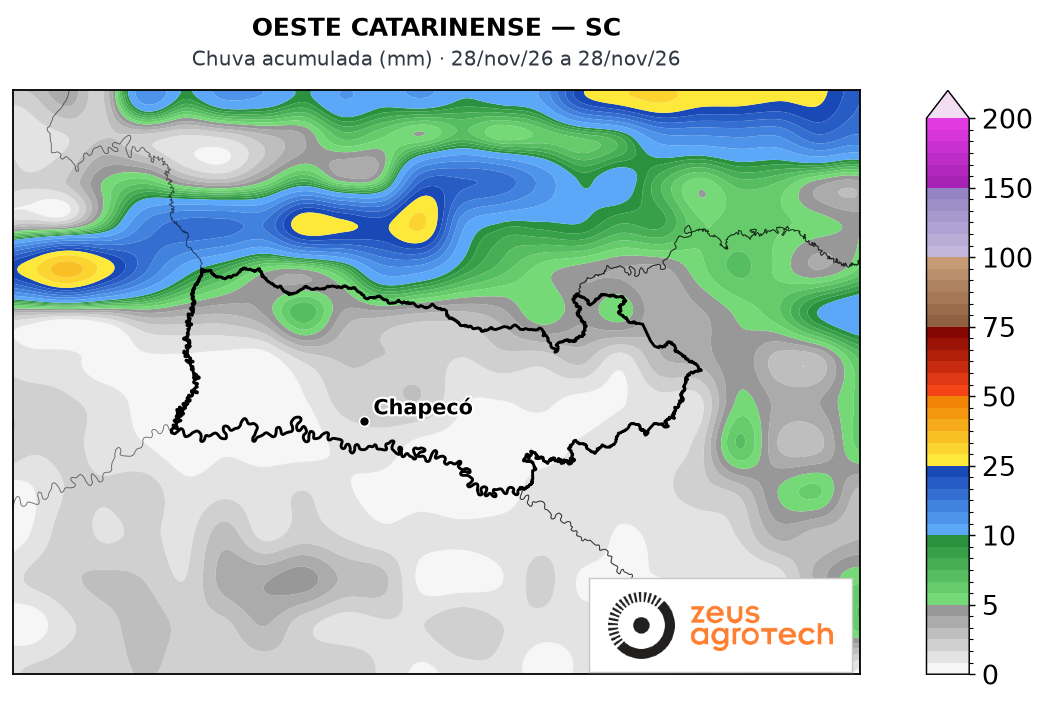 OESTE CATARINENSE — SC
Chuva acumulada (mm) · 28/nov/26 a 28/nov/26
200
150
100
75
50
25
10
5
0
Chapecó
zeus
agrotech